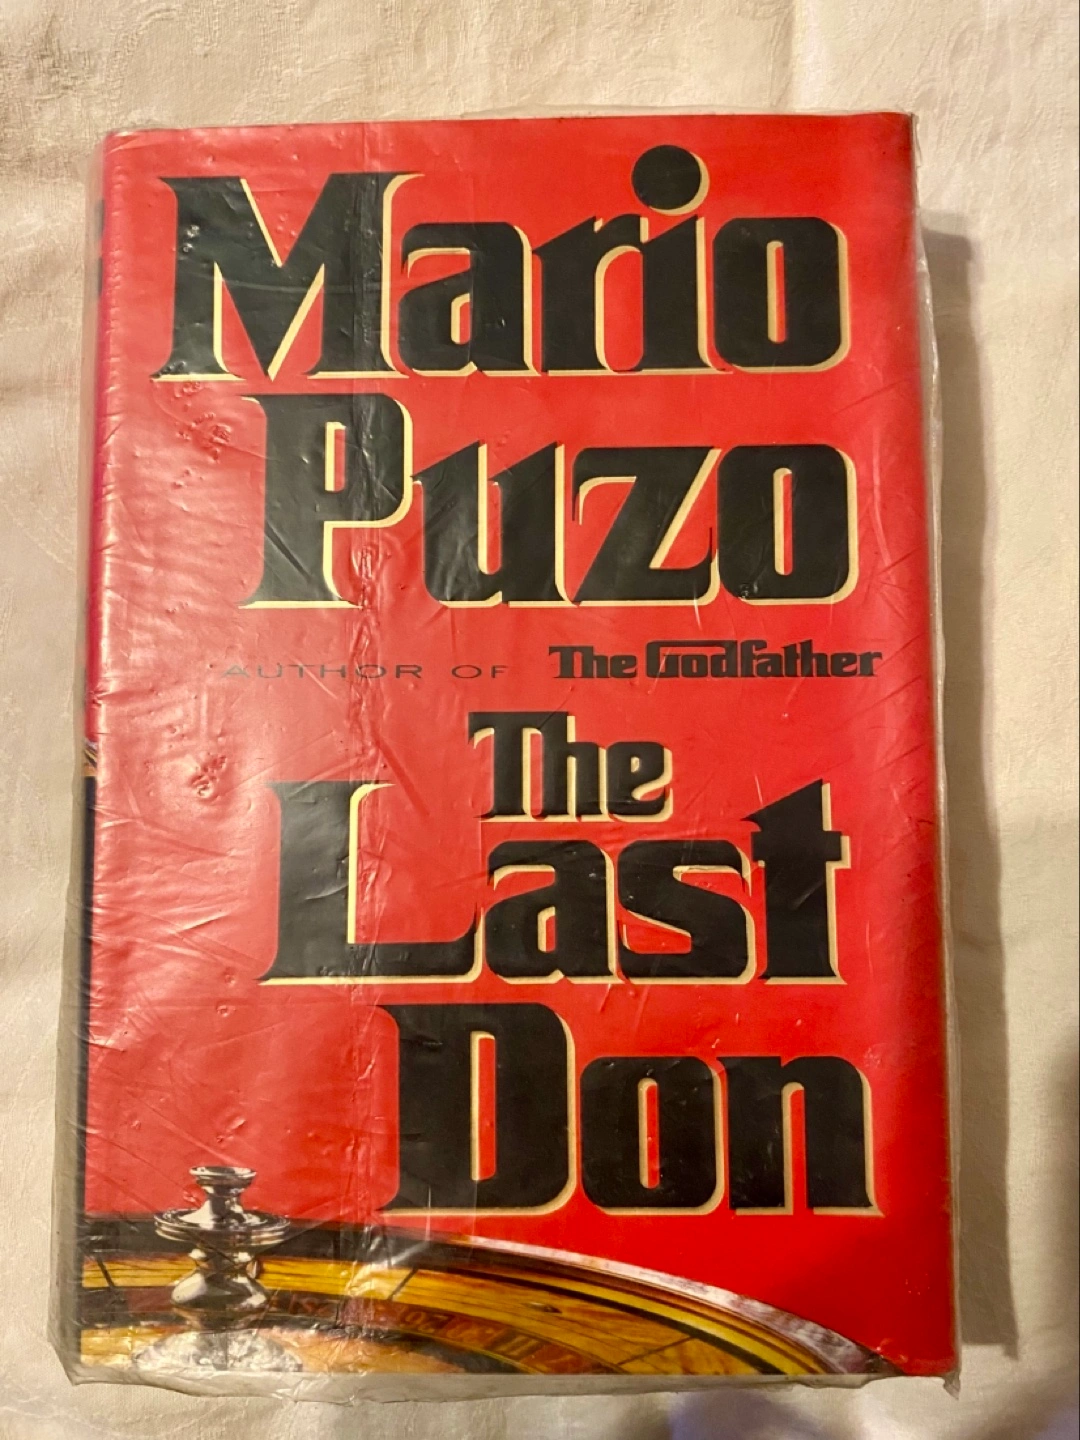 Mario
Puzo
AUTHOR OF The Godfather
The
Last
Don